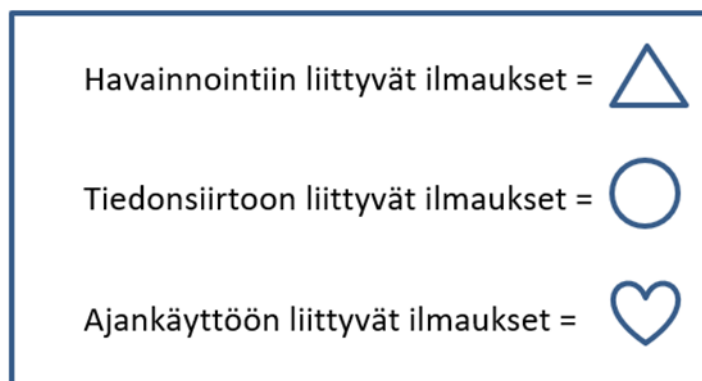 Havainnointiin liittyvät ilmaukset =
Tiedonsiirtoon liittyvät ilmaukset =
Ajankäyttöön liittyvät ilmaukset =